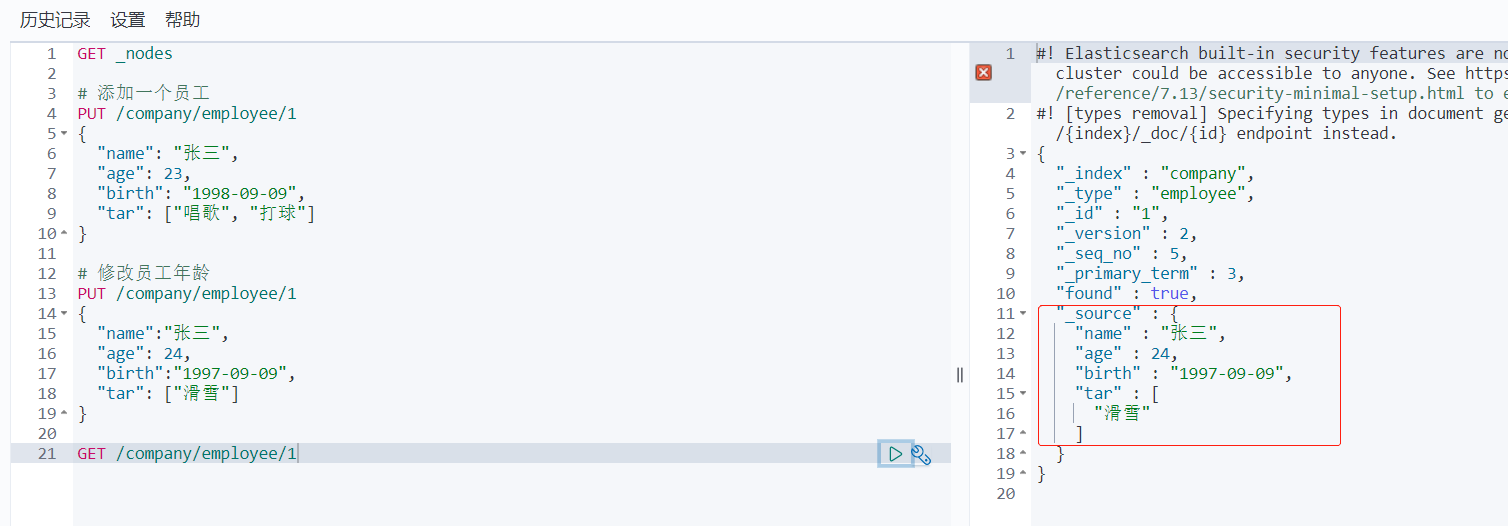 历史记录 设置 帮助
1 GET _nodes
2
3 # 添加一个员工
4 PUT /company/employee/1
5 {
6 "name": "张三",
7 "age": 23,
8 "birth": "1998-09-09",
9 "tar": ["唱歌", "打球"]
10 }
11
12 # 修改员工年龄
13 PUT /company/employee/1
14 {
15 "name":"张三",
16 "age": 24,
17 "birth":"1997-09-09",
18 "tar": ["滑雪"]
19 }
20
21 GET /company/employee/1
1 #! Elasticsearch built-in security features are
cluster could be accessible to anyone. See
/reference/7.13/security-minimal-setup.html to
2 #! [types removal] Specifying types in document
/{index}/_doc/{id} endpoint instead.
3 {
4 "_index" : "company",
5 "_type" : "employee",
6 "_id" : "1",
7 "_version" : 2,
8 "_seq_no" : 5,
9 "_primary_term" : 3,
10 "found" : true,
11 "_source" : {
12 "name" : "张三",
13 "age" : 24,
14 "birth" : "1997-09-09",
15 "tar" : [
16 "滑雪"
17 ]
18 }
19 }
20